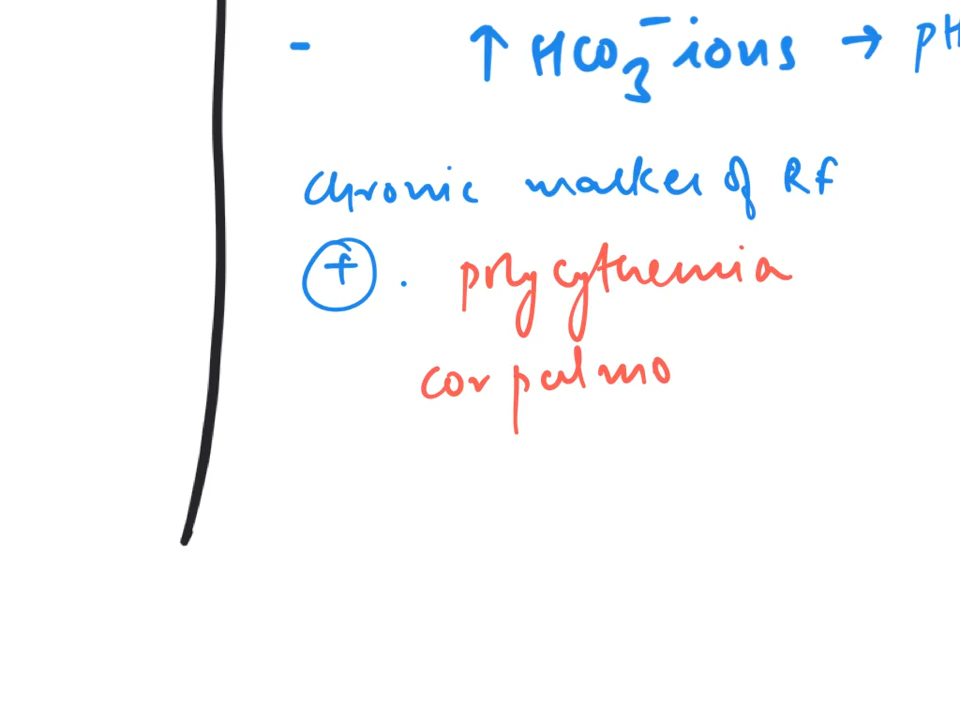 - ↑ HCO3- ions → pH
chronic marker of Rf
+ . polycythemia
cor pulmo